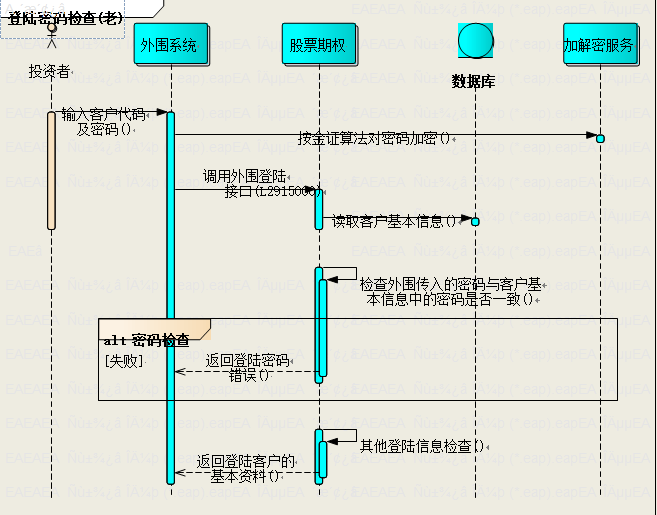 登陆密码检查(老)
投资者
外围系统
股票期权
数据库
加解密服务
输入客户代码
及密码()
按金证算法对密码加密()
调用外围登陆
接口(L2915000)
读取客户基本信息()
检查外围传入的密码与客户基
本信息中的密码是否一致()
alt 密码检查
[失败]
返回登陆密码
错误()
其他登陆信息检查()
返回登陆客户的
基本资料()